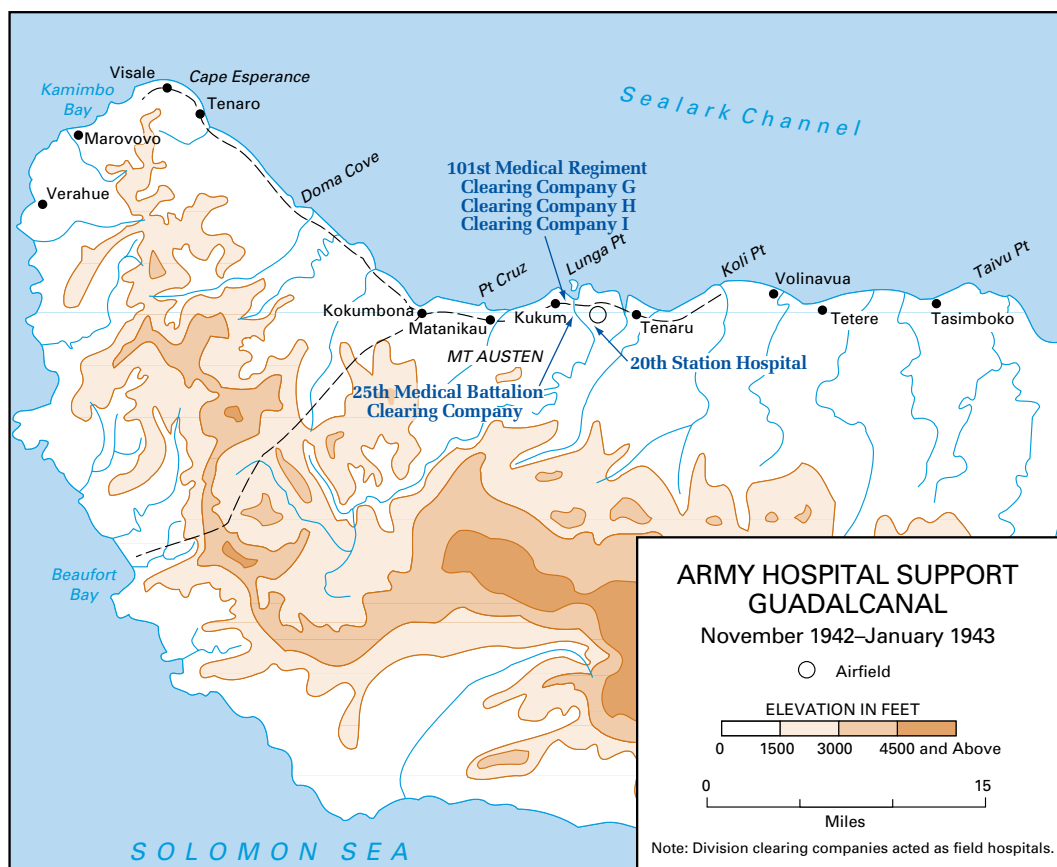 Visale
Cape Esperance
Kamimbo
Bay
Tenaro
Marovovo
Verahue
Doma Cove
Sealark Channel
101st Medical Regiment
Clearing Company G
Clearing Company H
Clearing Company I
Lunga Pt
Pt Cruz
Koli Pt
Taivu Pt
Volinavua
Kokumbona
Matanikau
Kukum
Tenaru
Tetere
Tasimboko
MT AUSTEN
20th Station Hospital
25th Medical Battalion
Clearing Company
Beaufort
Bay
SOLOMON SEA
ARMY HOSPITAL SUPPORT
GUADALCANAL
November 1942–January 1943
Airfield
ELEVATION IN FEET
0 1500 3000 4500 and Above
0 15
Miles
Note: Division clearing companies acted as field hospitals.